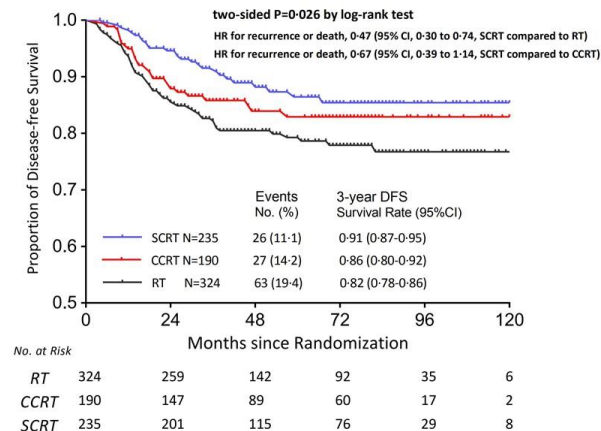 two-sided P=0·026 by log-rank test
HR for recurrence or death, 0·47 (95% CI, 0·30 to 0·74, SCRT compared to RT)
HR for recurrence or death, 0·67 (95% CI, 0·39 to 1·14, SCRT compared to CCRT)
Proportion of Disease-free Survival
1.0
0.9
0.8
0.7
0.6
0.5
Events 3-year DFS
No. (%) Survival Rate (95%CI)
SCRT N=235 26 (11·1) 0·91 (0·87-0·95)
CCRT N=190 27 (14·2) 0·86 (0·80-0·92)
RT N=324 63 (19·4) 0·82 (0·78-0·86)
0 24 48 72 96 120
Months since Randomization
No. at Risk
RT 324 259 142 92 35 6
CCRT 190 147 89 60 17 2
SCRT 235 201 115 76 29 8